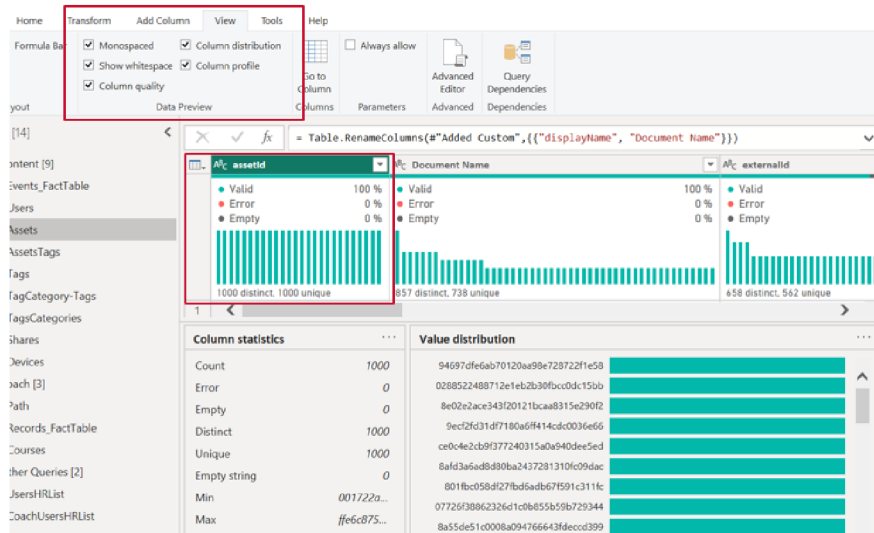 Home Transform Add Column View Tools Help
Formula Bar
Monospaced Column distribution
Show whitespace Column profile
Column quality
Data Preview
Go to
Column
Columns
Always allow
Parameters
Advanced
Editor
Advanced
Query
Dependencies
Dependencies
yout
[14]
fx = Table.RenameColumns(#"Added Custom",{{"displayName", "Document Name"}})
ontent [9]
Events_FactTable
Users
Assets
AssetsTags
Tags
TagCategory-Tags
TagsCategories
Shares
Devices
oach [3]
Path
Records_FactTable
Courses
ther Queries [2]
UsersHRList
CoachUsersHRList
ABC assetId
Valid 100 %
Error 0 %
Empty 0 %
1000 distinct, 1000 unique
ABC Document Name
Valid 100 %
Error 0 %
Empty 0 %
857 distinct, 738 unique
ABC externalId
Valid
Error
Empty
658 distinct, 562 unique
1
Column statistics ...
Count 1000
Error 0
Empty 0
Distinct 1000
Unique 1000
Empty string 0
Min 001722a...
Max ffe6c875...
Value distribution ...
94697dfe6ab70120aa98e728722f1e58
0288522488712e1eb2b30fbcc0dc15bb
8e02e2ace343f20121bcaa8315e290f2
9ecf2fd31df7180a6ff414cdc0036e66
ce0c4e2cb9f377240315a0a940dee5ed
8afd3a6ad8d80ba2437281310fc09dac
801fbc058df27fbd6adb67f591c311fc
07726f38862326d1c0b855b59b729344
8a55de51c0008a094766643fdeccd399